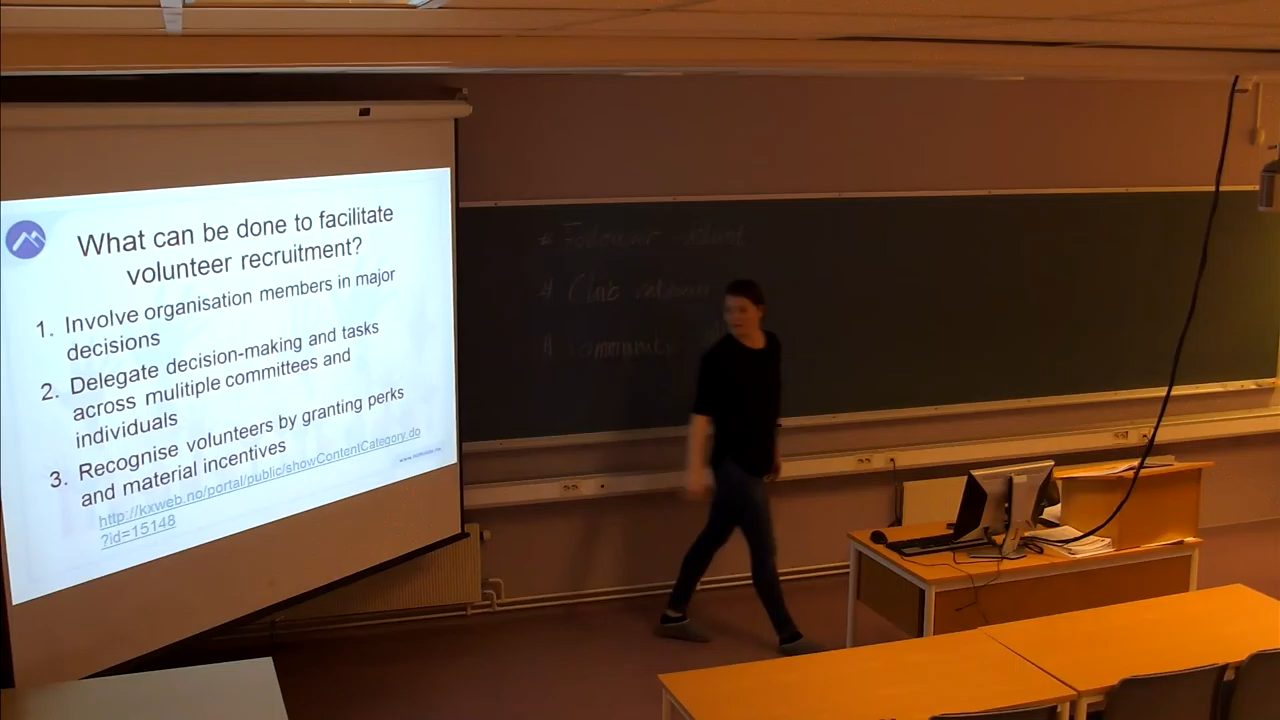 What can be done to facilitate
volunteer recruitment?
1. Involve organisation members in major
decisions
2. Delegate decision-making and tasks
across mulitiple committees and
individuals
3. Recognise volunteers by granting perks
and material incentives
http://kxweb.no/portal/public/showContentCategory.do
?id=15148
# Club